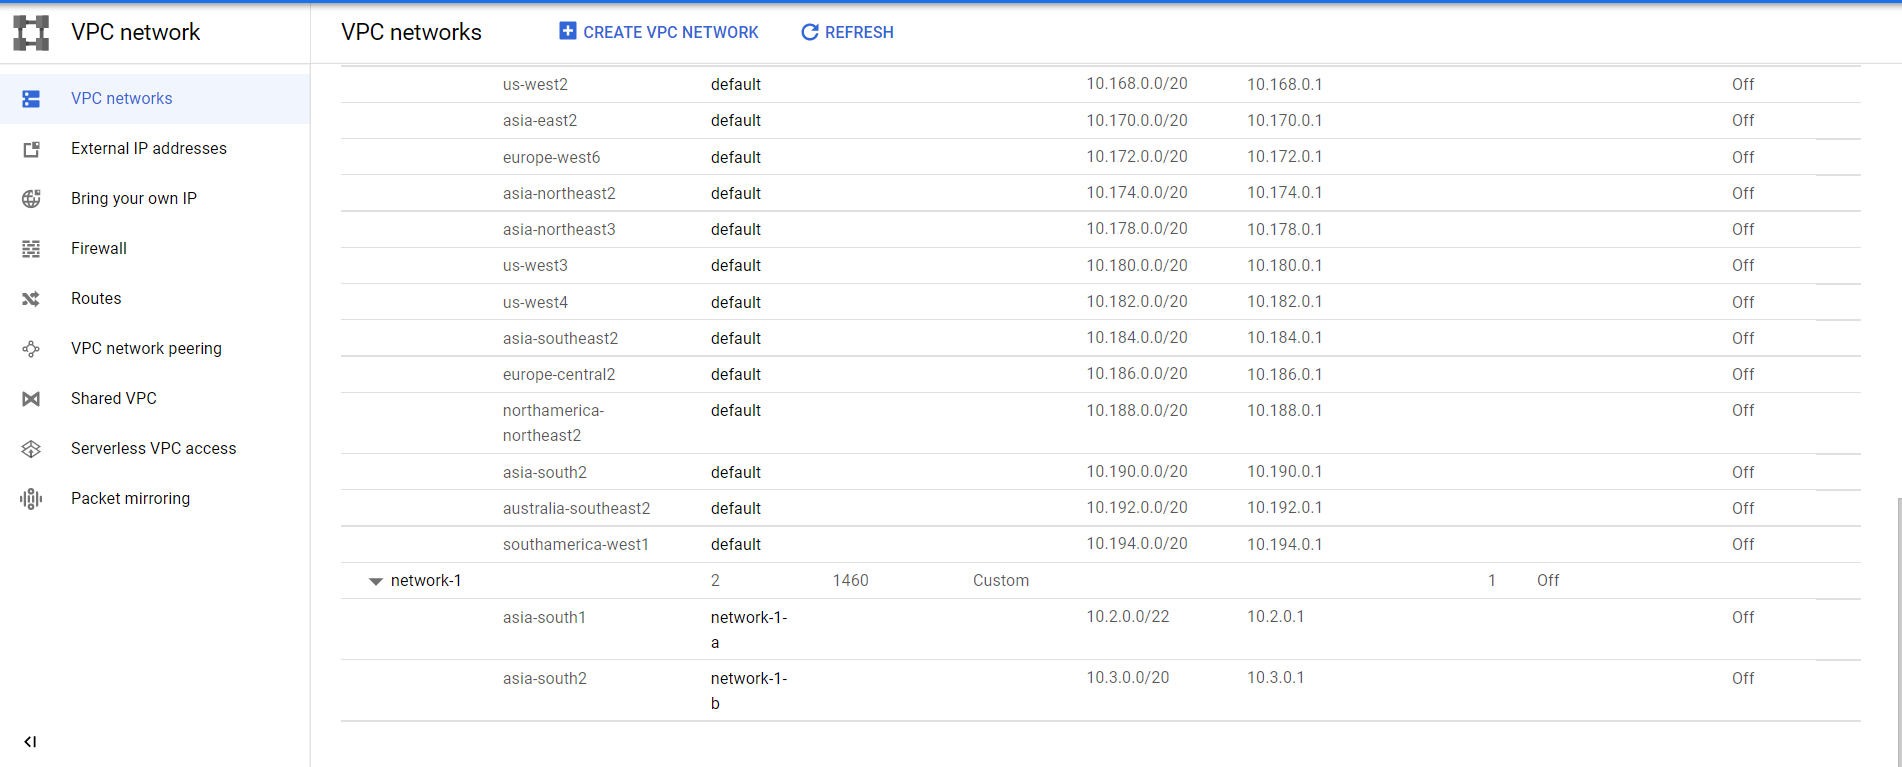 VPC network
VPC networks
CREATE VPC NETWORK
REFRESH
VPC networks
External IP addresses
Bring your own IP
Firewall
Routes
VPC network peering
Shared VPC
Serverless VPC access
Packet mirroring
us-west2 default 10.168.0.0/20 10.168.0.1 Off
asia-east2 default 10.170.0.0/20 10.170.0.1 Off
europe-west6 default 10.172.0.0/20 10.172.0.1 Off
asia-northeast2 default 10.174.0.0/20 10.174.0.1 Off
asia-northeast3 default 10.178.0.0/20 10.178.0.1 Off
us-west3 default 10.180.0.0/20 10.180.0.1 Off
us-west4 default 10.182.0.0/20 10.182.0.1 Off
asia-southeast2 default 10.184.0.0/20 10.184.0.1 Off
europe-central2 default 10.186.0.0/20 10.186.0.1 Off
northamerica- default 10.188.0.0/20 10.188.0.1 Off
northeast2
asia-south2 default 10.190.0.0/20 10.190.0.1 Off
australia-southeast2 default 10.192.0.0/20 10.192.0.1 Off
southamerica-west1 default 10.194.0.0/20 10.194.0.1 Off
network-1 2 1460 Custom 1 Off
asia-south1 network-1- 10.2.0.0/22 10.2.0.1 Off
a
asia-south2 network-1- 10.3.0.0/20 10.3.0.1 Off
b